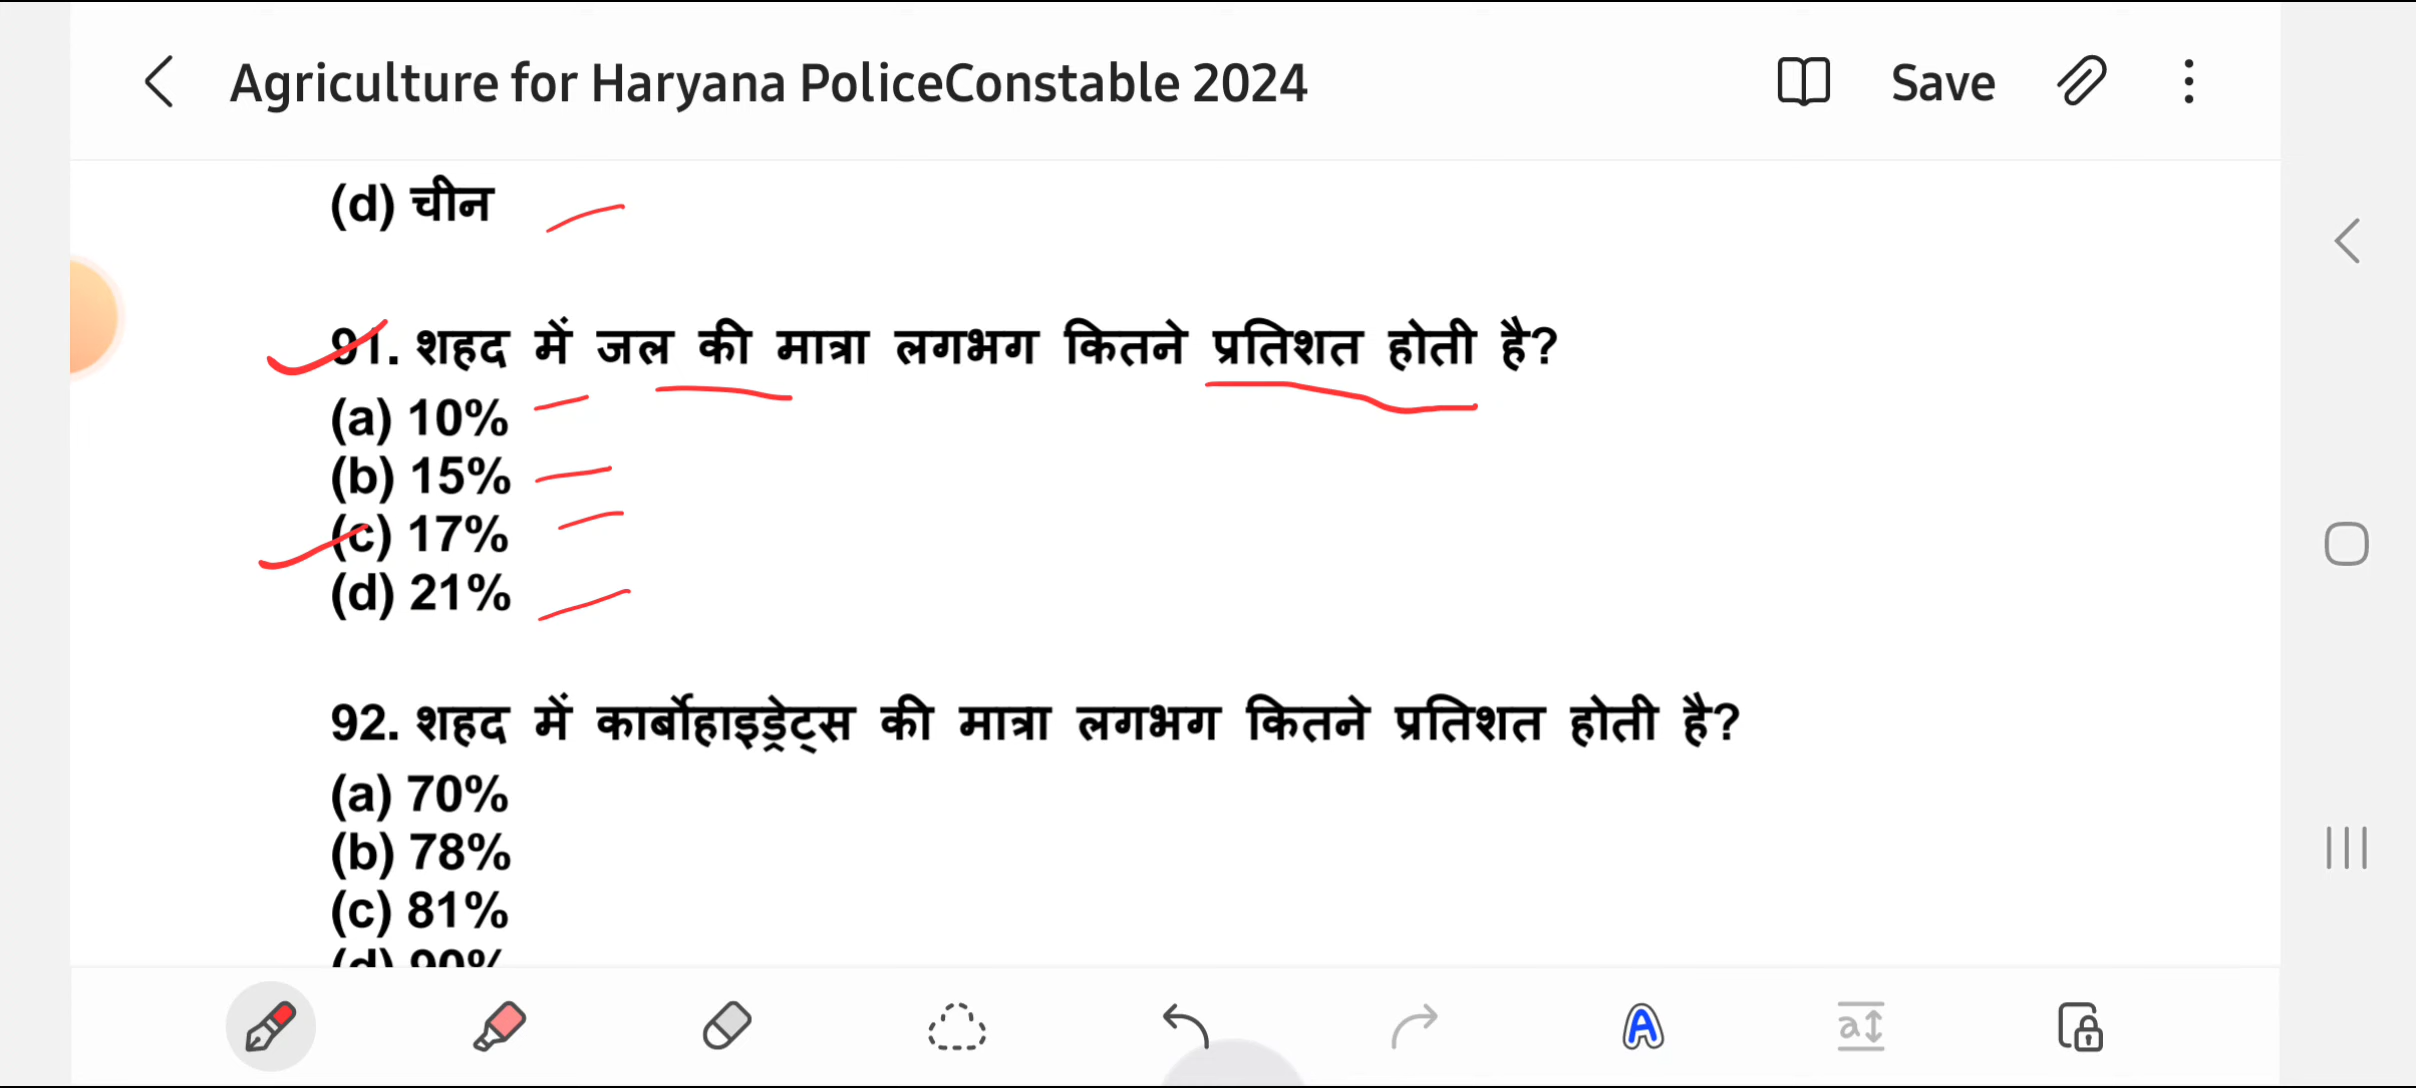 Agriculture for Haryana PoliceConstable 2024
Save
(d) चीन
91. शहद में जल की मात्रा लगभग कितने प्रतिशत होती है?
(a) 10%
(b) 15%
(c) 17%
(d) 21%
92. शहद में कार्बोहाइड्रेट्स की मात्रा लगभग कितने प्रतिशत होती है?
(a) 70%
(b) 78%
(c) 81%
(d) 90%